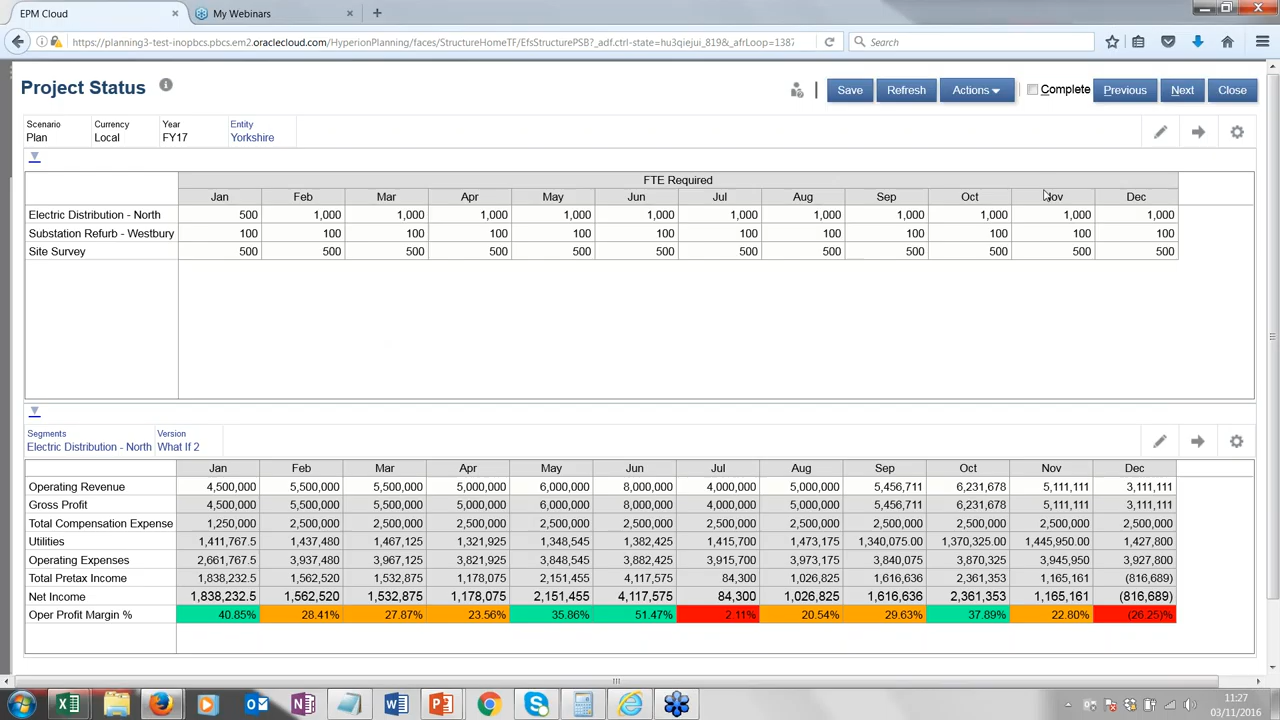 EPM Cloud
My Webinars
https://planning3-test-inopbcs.pbcs.em2.oraclecloud.com/HyperionPlanning/faces/StructureHomeTF/EfsStru PSB?_adf.ctrl-state=hu3qiejui_819&_afrLoop=1387
Search
Project Status
Save Refresh Actions Complete Previous Next Close
Scenario Currency Year Entity
Plan Local FY17 Yorkshire
FTE Required
Jan Feb Mar Apr May Jun Jul Aug Sep Oct Nov Dec
Electric Distribution - North 500 1,000 1,000 1,000 1,000 1,000 1,000 1,000 1,000 1,000 1,000 1,000
Substation Refurb - Westbury 100 100 100 100 100 100 100 100 100 100 100 100
Site Survey 500 500 500 500 500 500 500 500 500 500 500 500
Segments Version
Electric Distribution - North What If 2
Jan Feb Mar Apr May Jun Jul Aug Sep Oct Nov Dec
Operating Revenue 4,500,000 5,500,000 5,500,000 5,000,000 6,000,000 8,000,000 4,000,000 5,000,000 5,456,711 6,231,678 5,111,111 3,111,111
Gross Profit 4,500,000 5,500,000 5,500,000 5,000,000 6,000,000 8,000,000 4,000,000 5,000,000 5,456,711 6,231,678 5,111,111 3,111,111
Total Compensation Expense 1,250,000 2,500,000 2,500,000 2,500,000 2,500,000 2,500,000 2,500,000 2,500,000 2,500,000 2,500,000 2,500,000 2,500,000
Utilities 1,411,767.5 1,437,480 1,467,125 1,321,925 1,348,545 1,382,425 1,415,700 1,473,175 1,340,075.00 1,370,325.00 1,445,950.00 1,427,800
Operating Expenses 2,661,767.5 3,937,480 3,967,125 3,821,925 3,848,545 3,882,425 3,915,700 3,973,175 3,840,075 3,870,325 3,945,950 3,927,800
Total Pretax Income 1,838,232.5 1,562,520 1,532,875 1,178,075 2,151,455 4,117,575 84,300 1,026,825 1,616,636 2,361,353 1,165,161 (816,689)
Net Income 1,838,232.5 1,562,520 1,532,875 1,178,075 2,151,455 4,117,575 84,300 1,026,825 1,616,636 2,361,353 1,165,161 (816,689)
Oper Profit Margin % 40.85% 28.41% 27.87% 23.56% 35.86% 51.47% 2.11% 20.54% 29.63% 37.89% 22.80% (26.25)%
11:27
03/11/2016